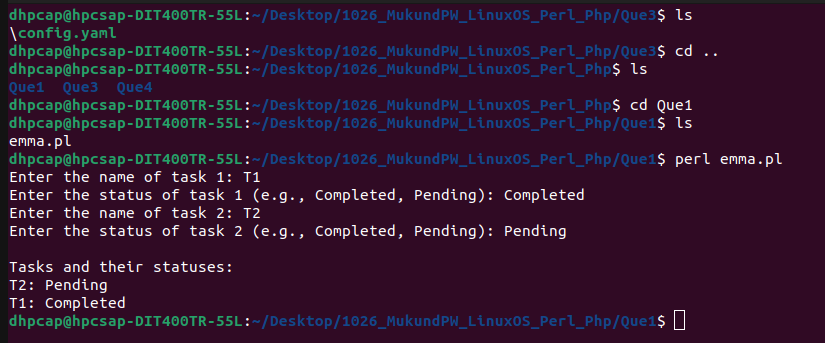 dhpcap@hpcsap-DIT400TR-55L:~/Desktop/1026_MukundPW_LinuxOS_Perl_Php/Que3$ ls
\config.yaml
dhpcap@hpcsap-DIT400TR-55L:~/Desktop/1026_MukundPW_LinuxOS_Perl_Php/Que3$ cd ..
dhpcap@hpcsap-DIT400TR-55L:~/Desktop/1026_MukundPW_LinuxOS_Perl_Php$ ls
Que1  Que3  Que4
dhpcap@hpcsap-DIT400TR-55L:~/Desktop/1026_MukundPW_LinuxOS_Perl_Php$ cd Que1
dhpcap@hpcsap-DIT400TR-55L:~/Desktop/1026_MukundPW_LinuxOS_Perl_Php/Que1$ ls
emma.pl
dhpcap@hpcsap-DIT400TR-55L:~/Desktop/1026_MukundPW_LinuxOS_Perl_Php/Que1$ perl emma.pl
Enter the name of task 1: T1
Enter the status of task 1 (e.g., Completed, Pending): Completed
Enter the name of task 2: T2
Enter the status of task 2 (e.g., Completed, Pending): Pending

Tasks and their statuses:
T2: Pending
T1: Completed
dhpcap@hpcsap-DIT400TR-55L:~/Desktop/1026_MukundPW_LinuxOS_Perl_Php/Que1$